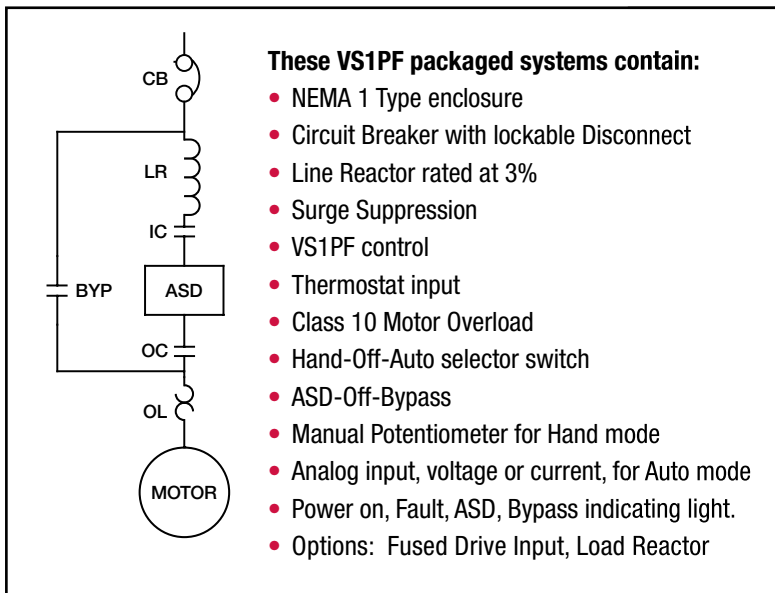 CB
LR
IC
BYP
ASD
OC
OL
MOTOR
These VS1PF packaged systems contain:
• NEMA 1 Type enclosure
• Circuit Breaker with lockable Disconnect
• Line Reactor rated at 3%
• Surge Suppression
• VS1PF control
• Thermostat input
• Class 10 Motor Overload
• Hand-Off-Auto selector switch
• ASD-Off-Bypass
• Manual Potentiometer for Hand mode
• Analog input, voltage or current, for Auto mode
• Power on, Fault, ASD, Bypass indicating light.
• Options: Fused Drive Input, Load Reactor